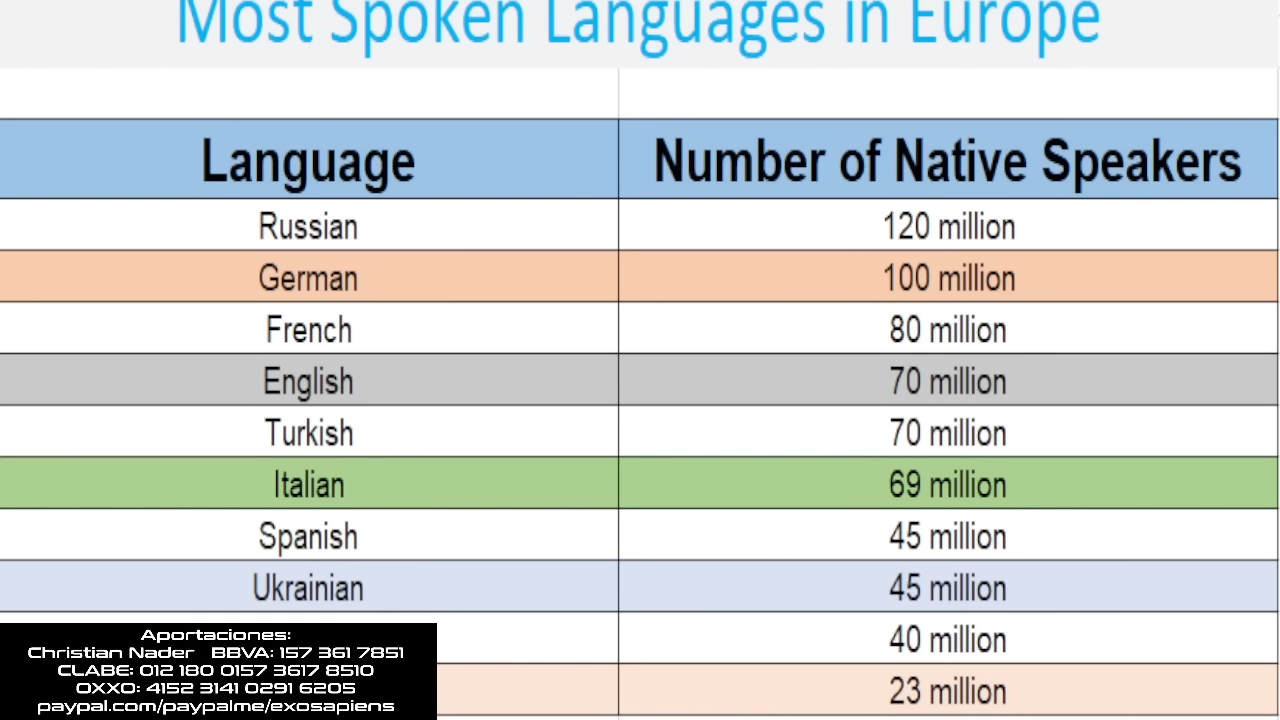 Most Spoken Languages in Europe
Language Number of Native Speakers
Russian 120 million
German 100 million
French 80 million
English 70 million
Turkish 70 million
Italian 69 million
Spanish 45 million
Ukrainian 45 million
40 million
23 million
Aportaciones:
Christian Nader BBVA: 157 361 7851
CLABE: 012 180 0157 3617 8510
OXXO: 4152 3141 0291 6205
paypal.com/paypalme/exosapiens